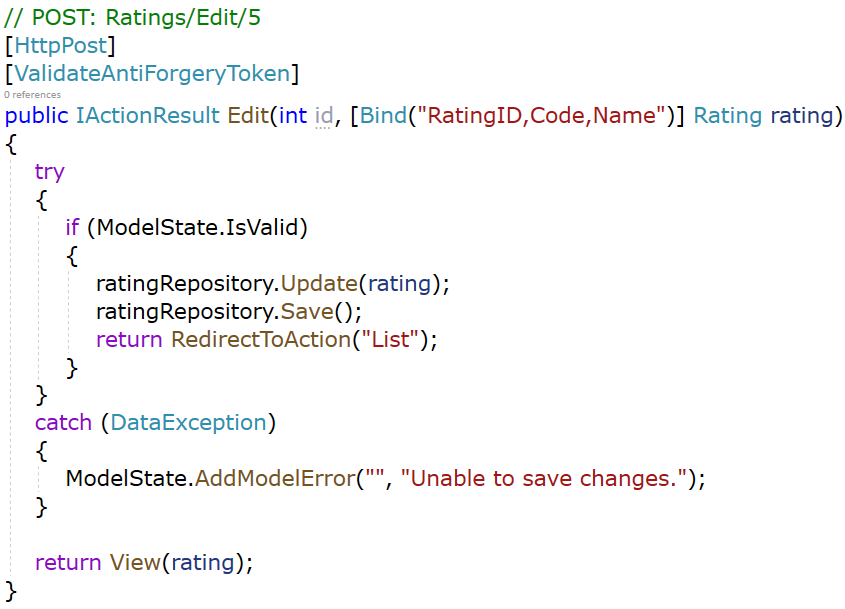 // POST: Ratings/Edit/5
[HttpPost]
[ValidateAntiForgeryToken]
0 references
public IActionResult Edit(int id, [Bind("RatingID,Code,Name")] Rating rating)
{
try
{
if (ModelState.IsValid)
{
ratingRepository.Update(rating);
ratingRepository.Save();
return RedirectToAction("List");
}
}
catch (DataException)
{
ModelState.AddModelError("", "Unable to save changes.");
}
return View(rating);
}